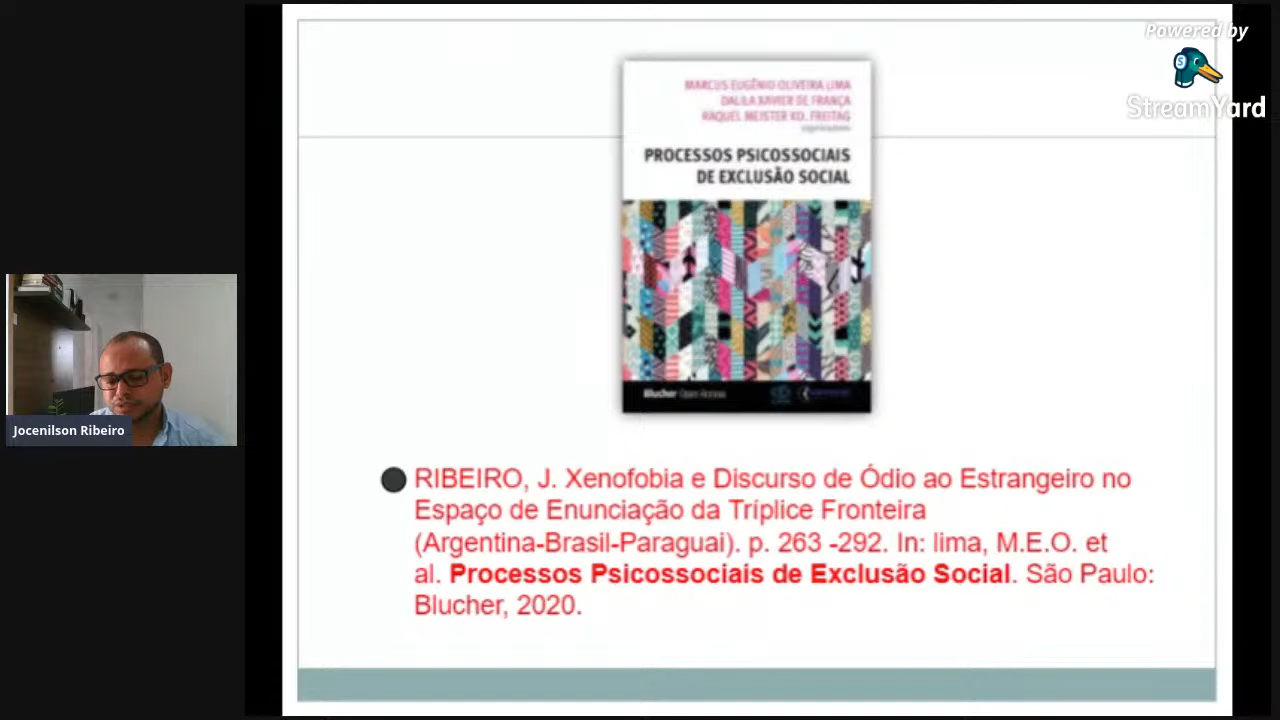 Powered by
StreamYard
MARCUS EUGÊNIO OLIVEIRA LIMA
DALILA XAVIER DE FRANÇA
RAQUEL MEISTER KO. FREITAG
PROCESSOS PSICOSSOCIAIS
DE EXCLUSÃO SOCIAL
Blucher Open Access
Jocenilson Ribeiro
RIBEIRO, J. Xenofobia e Discurso de Ódio ao Estrangeiro no
Espaço de Enunciação da Tríplice Fronteira
(Argentina-Brasil-Paraguai). p. 263 -292. In: lima, M.E.O. et
al. Processos Psicossociais de Exclusão Social. São Paulo:
Blucher, 2020.